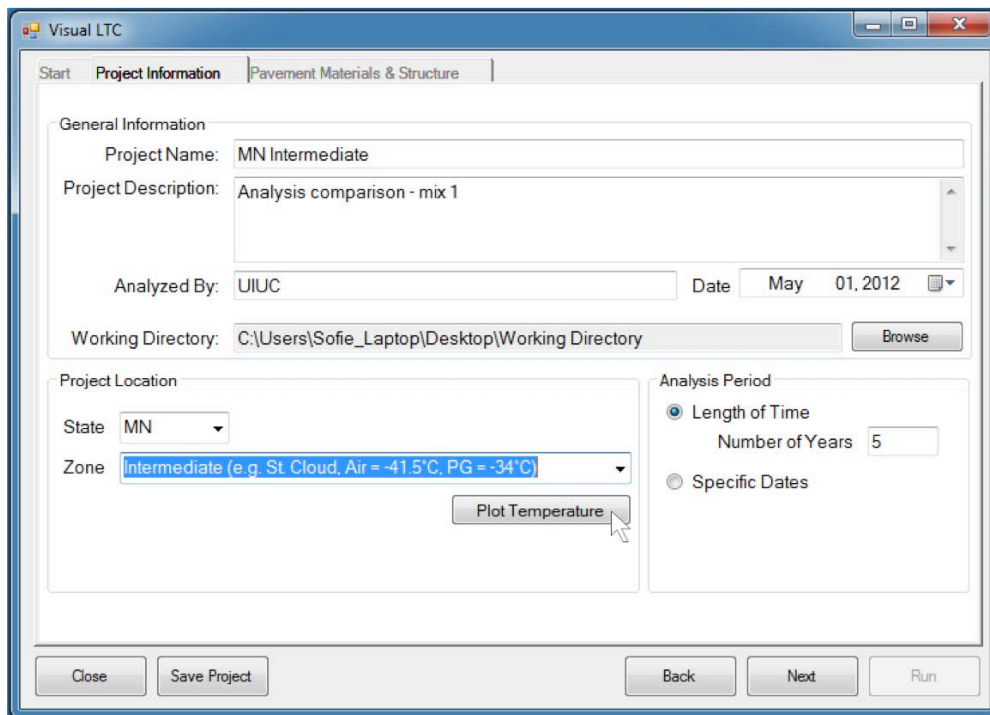 Visual LTC
Start Project Information Pavement Materials & Structure
General Information
Project Name: MN Intermediate
Project Description: Analysis comparison - mix 1
Analyzed By: UIUC Date May 01, 2012
Working Directory: C:\Users\Sofie_Laptop\Desktop\Working Directory Browse
Project Location
State MN
Zone Intermediate (e.g. St. Cloud, Air = -41.5°C, PG = -34°C)
Plot Temperature
Analysis Period
Length of Time
Number of Years 5
Specific Dates
Close Save Project Back Next Run